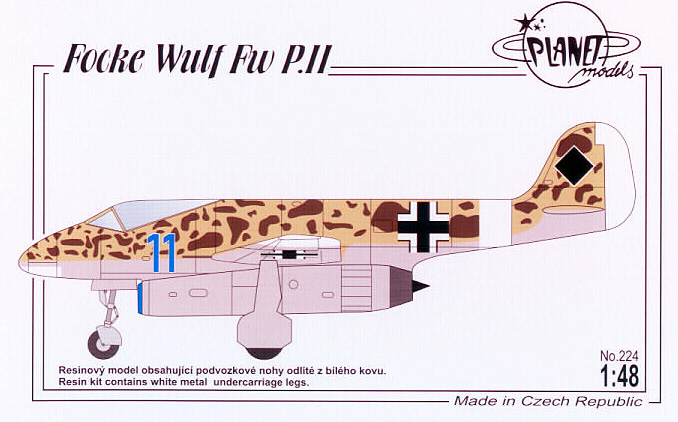 Focke Wulf Fw P.II
PLANET
models
11
Resinový model obsahující podvozkové nohy odlité z bílého kovu.
Resin kit contains white metal undercarriage legs.
No.224
1:48
Made in Czech Republic